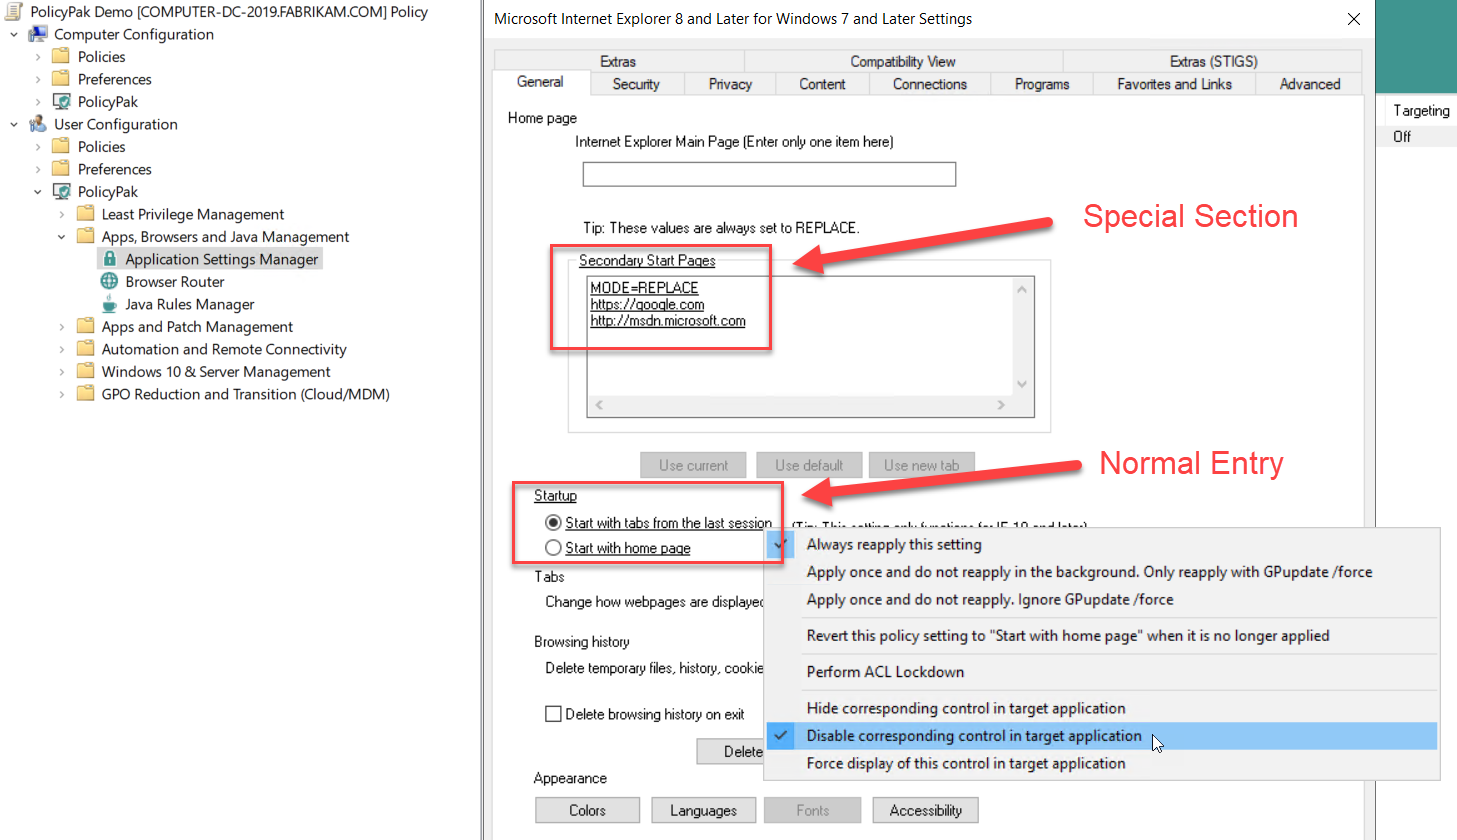 PolicyPak Demo [COMPUTER-DC-2019.FABRIKAM.COM] Policy
Computer Configuration
Policies
Preferences
PolicyPak
User Configuration
Policies
Preferences
PolicyPak
Least Privilege Management
Apps, Browsers and Java Management
Application Settings Manager
Browser Router
Java Rules Manager
Apps and Patch Management
Automation and Remote Connectivity
Windows 10 & Server Management
GPO Reduction and Transition (Cloud/MDM)
Microsoft Internet Explorer 8 and Later for Windows 7 and Later Settings
Extras Compatibility View Extras (STIGS)
General Security Privacy Content Connections Programs Favorites and Links Advanced
Home page
Internet Explorer Main Page (Enter only one item here)
Tip: These values are always set to REPLACE.
Secondary Start Pages
MODE=REPLACE
https://google.com
http://msdn.microsoft.com
Use current Use default Use new tab
Startup
Start with tabs from the last session (Tip: This setting only functions for IE 10 and later)
Start with home page
Tabs
Change how webpages are displayed
Browsing history
Delete temporary files, history, cookie
Delete browsing history on exit
Delete
Appearance
Colors Languages Fonts Accessibility
Special Section
Normal Entry
Always reapply this setting
Apply once and do not reapply in the background. Only reapply with GPupdate /force
Apply once and do not reapply. Ignore GPupdate /force
Revert this policy setting to "Start with home page" when it is no longer applied
Perform ACL Lockdown
Hide corresponding control in target application
Disable corresponding control in target application
Force display of this control in target application
Targeting
Off